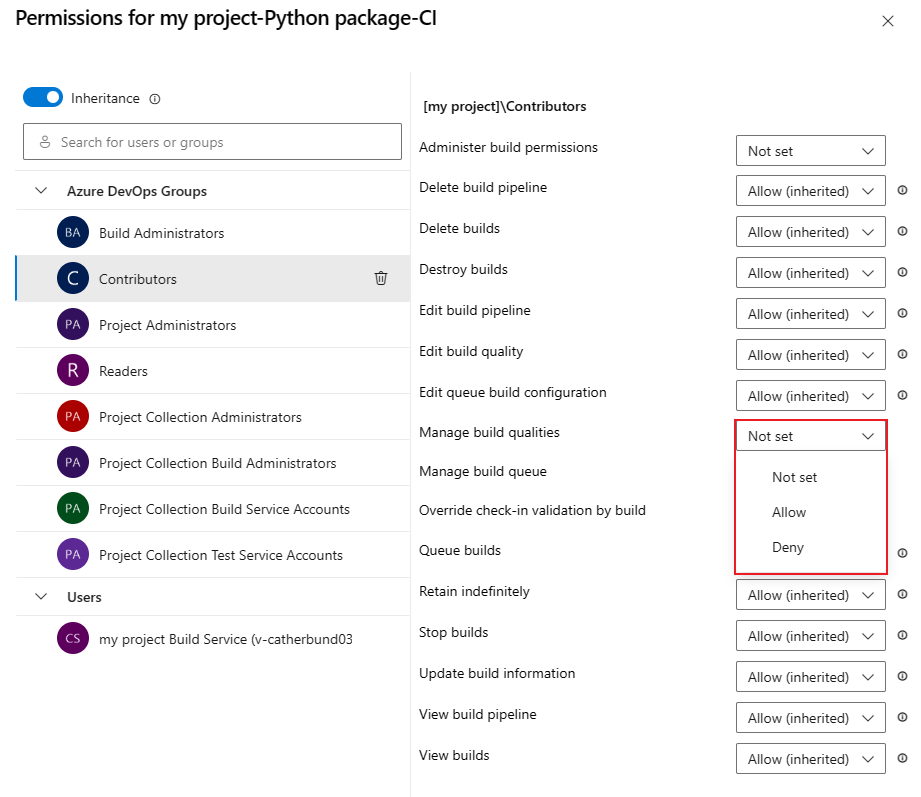 Permissions for my project-Python package-CI
Inheritance
Search for users or groups
Azure DevOps Groups
BA Build Administrators
C Contributors
PA Project Administrators
R Readers
PA Project Collection Administrators
PA Project Collection Build Administrators
PA Project Collection Build Service Accounts
PA Project Collection Test Service Accounts
Users
CS my project Build Service (v-catherbund03
[my project]\Contributors
Administer build permissions Not set
Delete build pipeline Allow (inherited)
Delete builds Allow (inherited)
Destroy builds Allow (inherited)
Edit build pipeline Allow (inherited)
Edit build quality Allow (inherited)
Edit queue build configuration Allow (inherited)
Manage build qualities Not set
Manage build queue Not set
Override check-in validation by build Allow
Queue builds Deny
Retain indefinitely Allow (inherited)
Stop builds Allow (inherited)
Update build information Allow (inherited)
View build pipeline Allow (inherited)
View builds Allow (inherited)